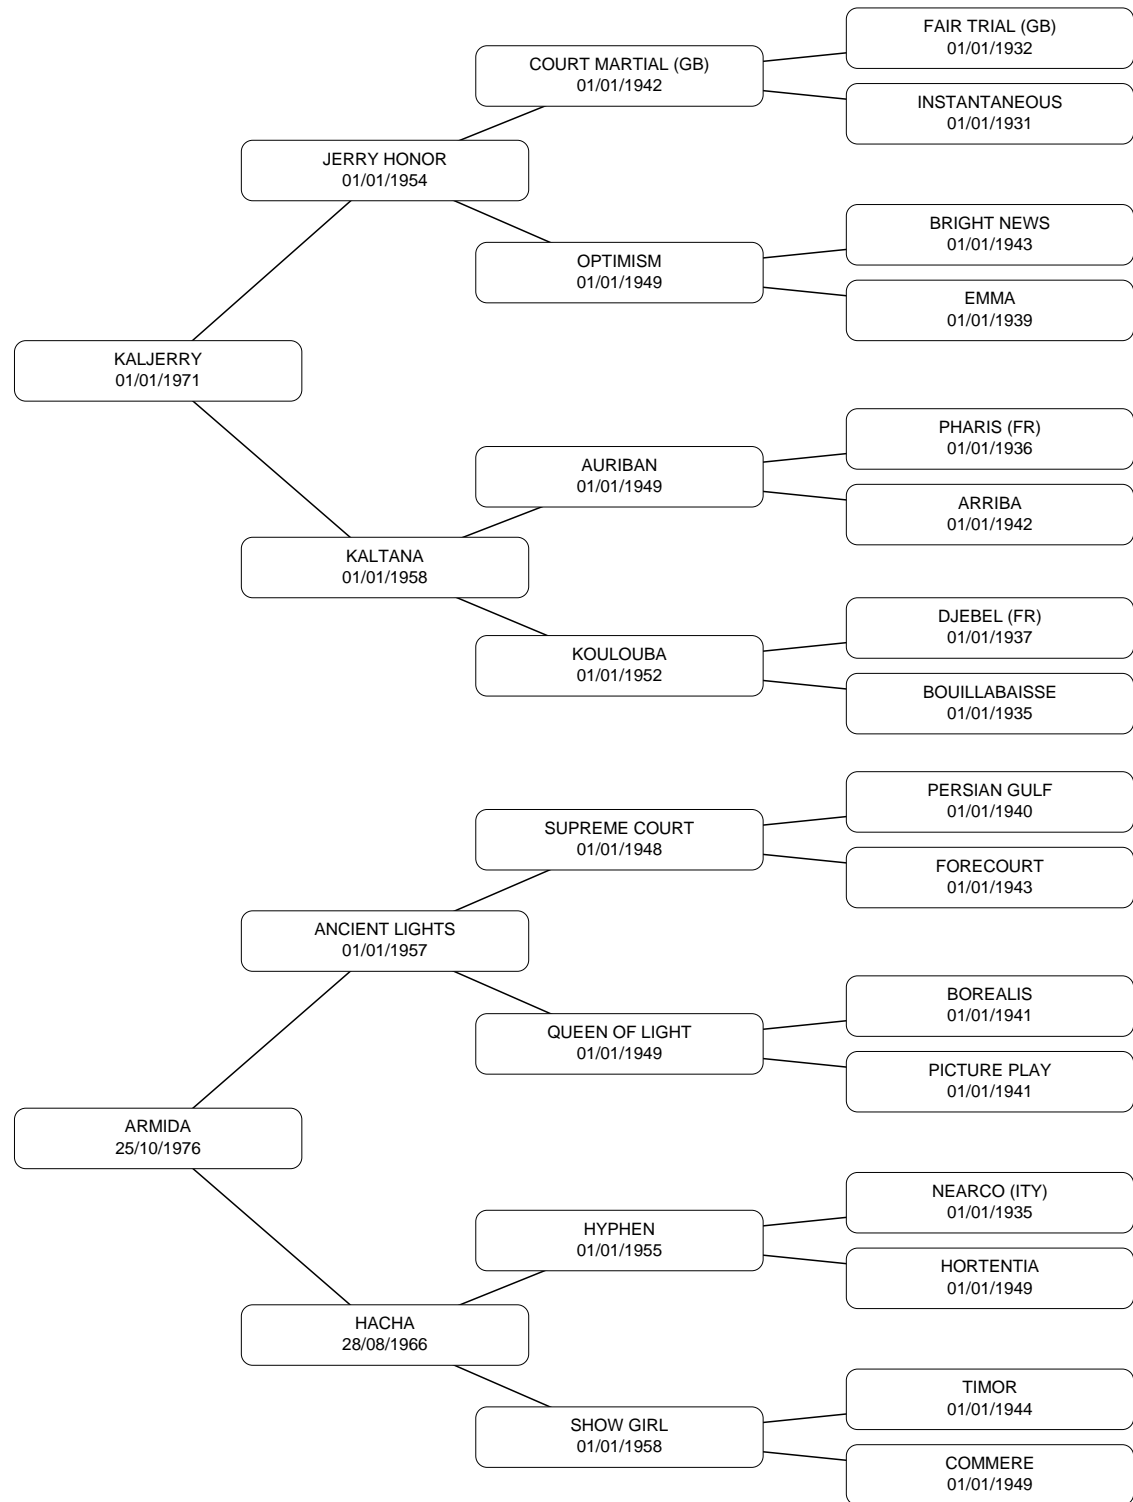 FAIR TRIAL (GB)
01/01/1932
COURT MARTIAL (GB)
01/01/1942
INSTANTANEOUS
01/01/1931
JERRY HONOR
01/01/1954
BRIGHT NEWS
01/01/1943
OPTIMISM
01/01/1949
EMMA
01/01/1939
KALJERRY
01/01/1971
PHARIS (FR)
01/01/1936
AURIBAN
01/01/1949
ARRIBA
01/01/1942
KALTANA
01/01/1958
DJEBEL (FR)
01/01/1937
KOULOUBA
01/01/1952
BOUILLABAISSE
01/01/1935
PERSIAN GULF
01/01/1940
SUPREME COURT
01/01/1948
FORECOURT
01/01/1943
ANCIENT LIGHTS
01/01/1957
BOREALIS
01/01/1941
QUEEN OF LIGHT
01/01/1949
PICTURE PLAY
01/01/1941
ARMIDA
25/10/1976
NEARCO (ITY)
01/01/1935
HYPHEN
01/01/1955
HORTENTIA
01/01/1949
HACHA
28/08/1966
TIMOR
01/01/1944
SHOW GIRL
01/01/1958
COMMERE
01/01/1949